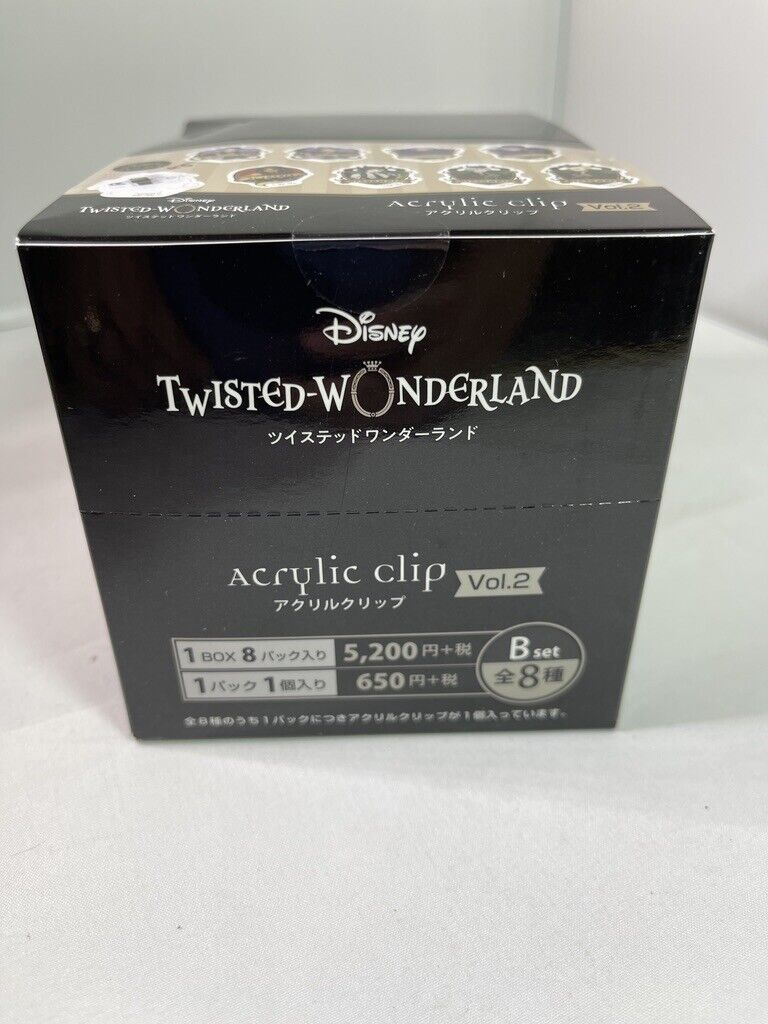 Disney
TWISTED-WONDERLAND
ツイステッドワンダーランド
Acrylic clip Vol.2
アクリルクリップ
Disney
TWISTED-WONDERLAND
ツイステッドワンダーランド
Acrylic clip Vol.2
アクリルクリップ
1 BOX 8 パック入り 5,200円+税
1パック 1個入り 650円+税
B set
全8種
全8種のうち1パックにつきアクリルクリップが1個入っています。